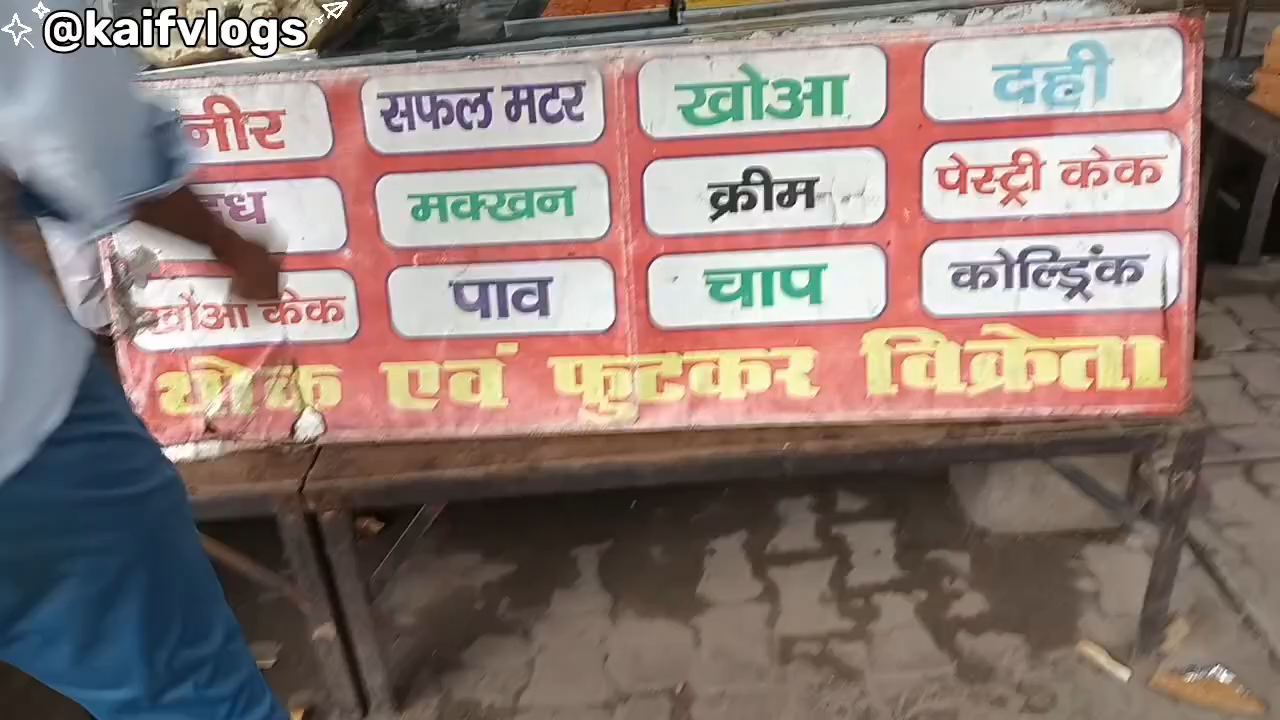 @kaifvlogs
नीर सफल मटर खोआ दही
मक्खन क्रीम पेस्ट्री केक
खोआ केक पाव चाप कोल्ड्रिंक
थोक एवं फुटकर विक्रेता